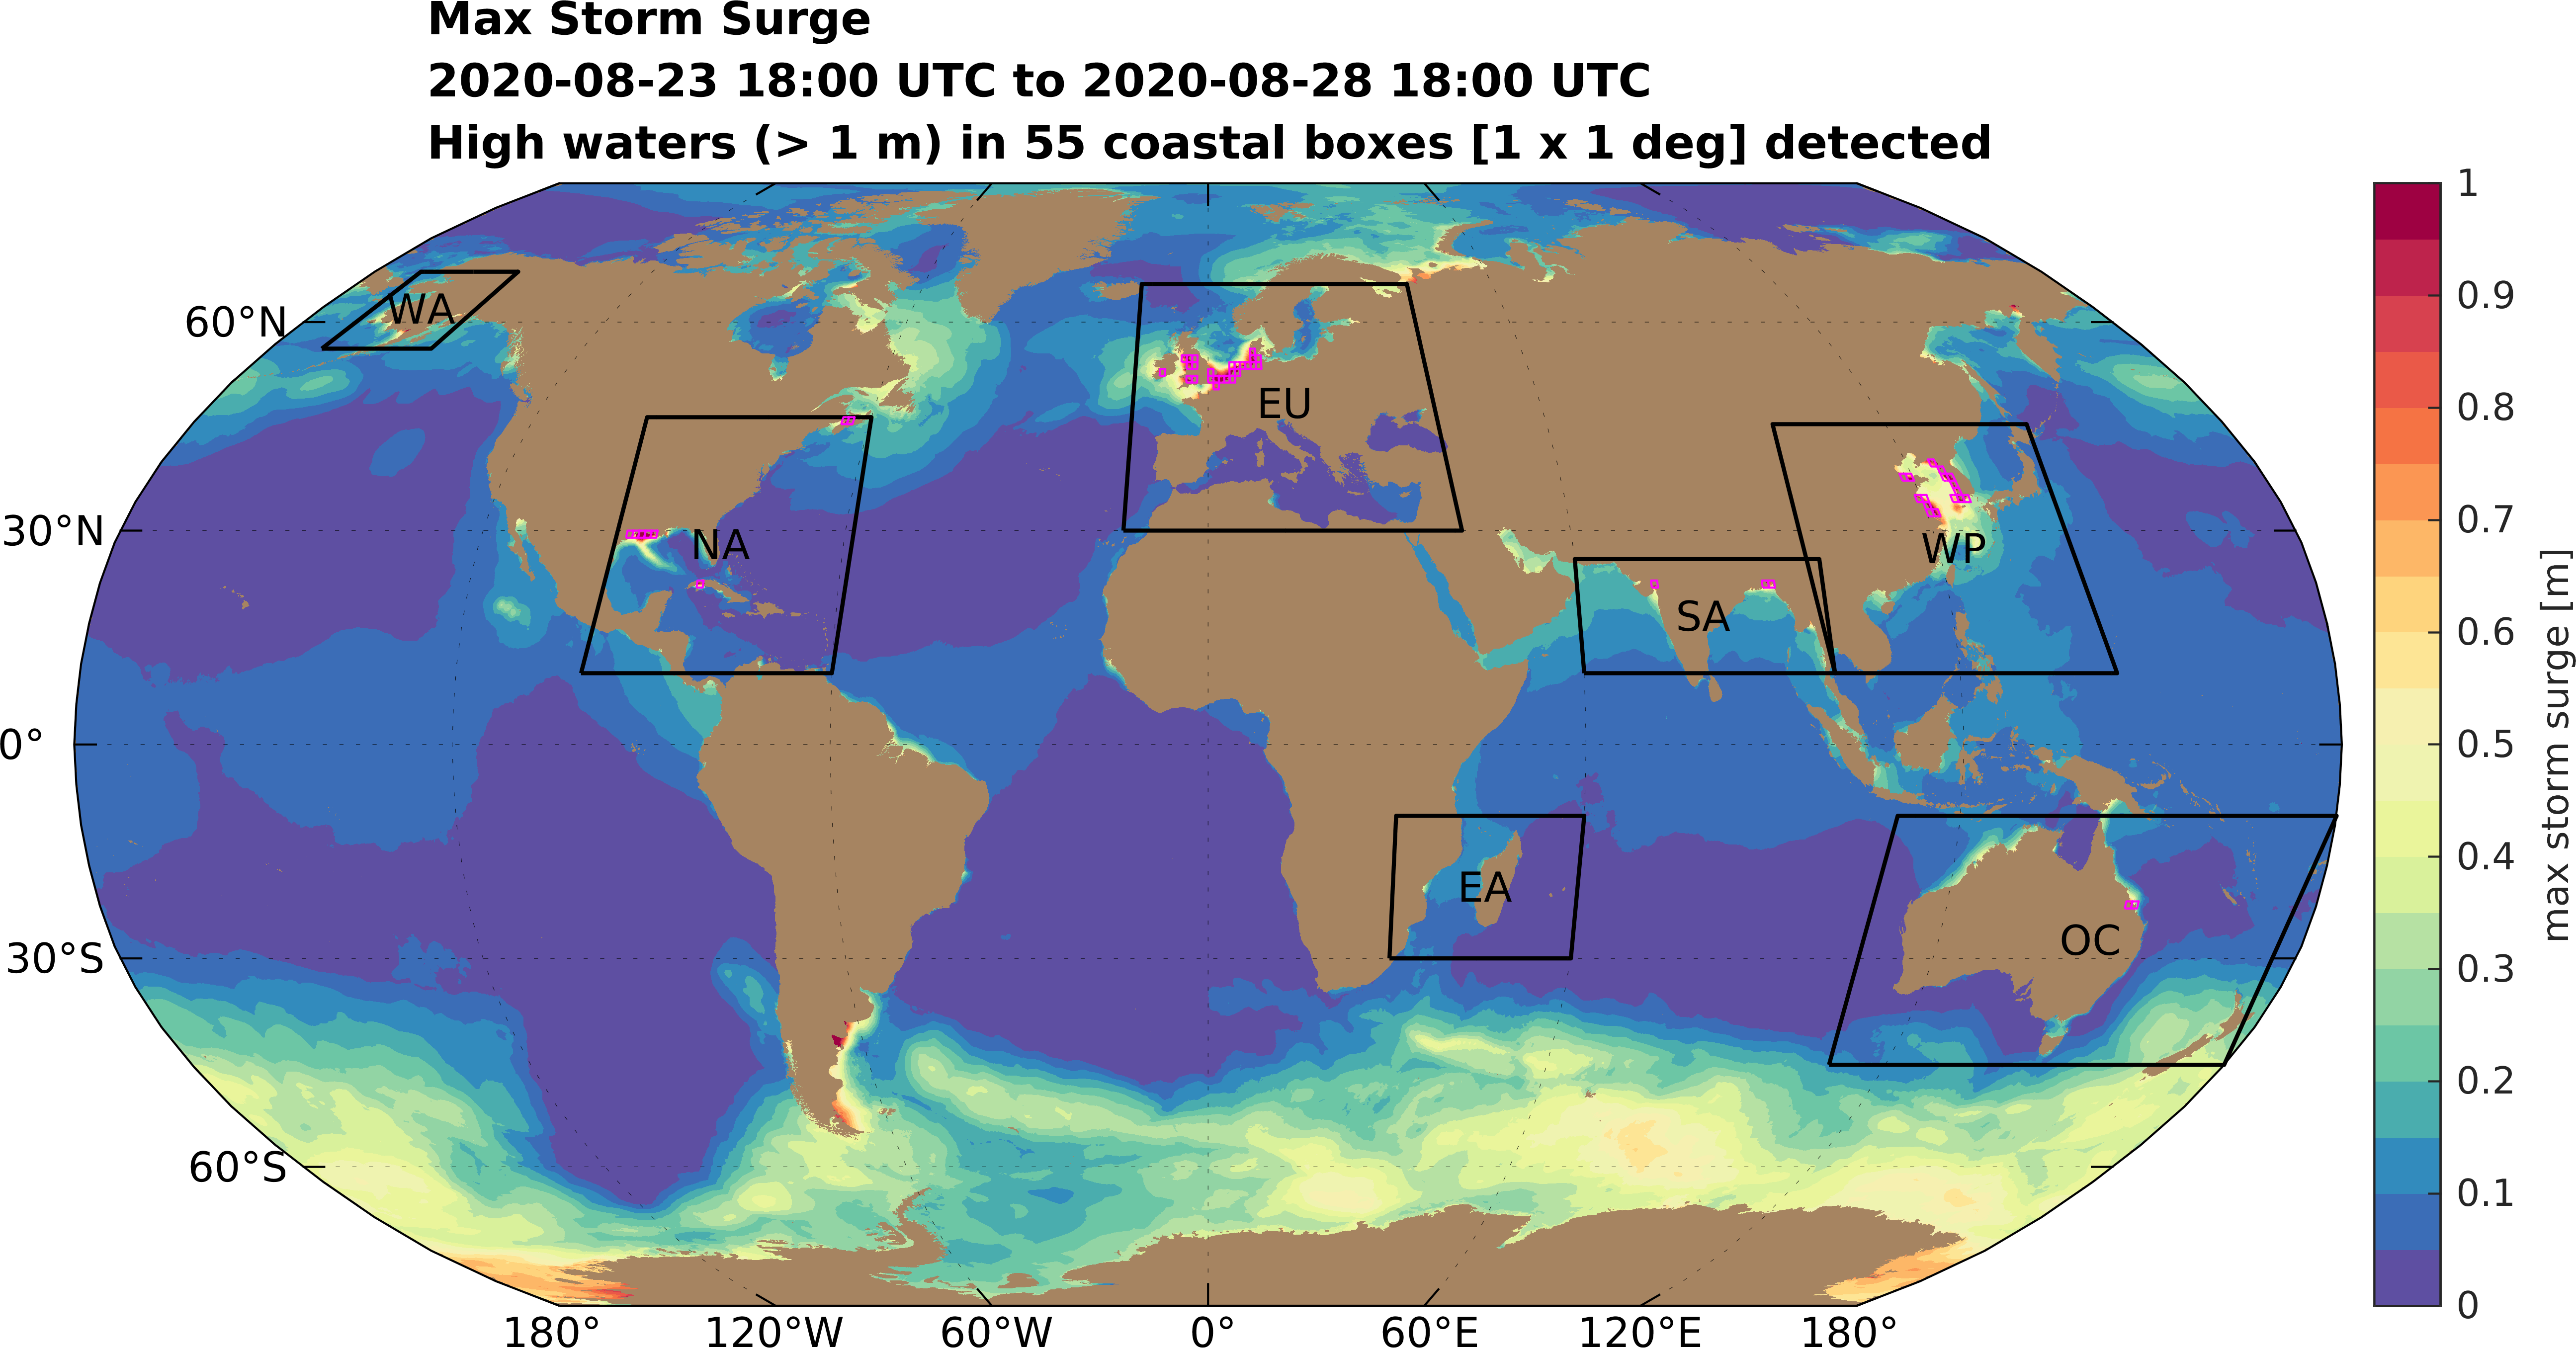 Max Storm Surge
2020-08-23 18:00 UTC to 2020-08-28 18:00 UTC
High waters (> 1 m) in 55 coastal boxes [1 x 1 deg] detected
60°N
30°N
0°
30°S
60°S
WA
NA
EU
SA
WP
EA
OC
180°
120°W
60°W
0°
60°E
120°E
180°
1
0.9
0.8
0.7
0.6
0.5
0.4
0.3
0.2
0.1
0
max storm surge [m]